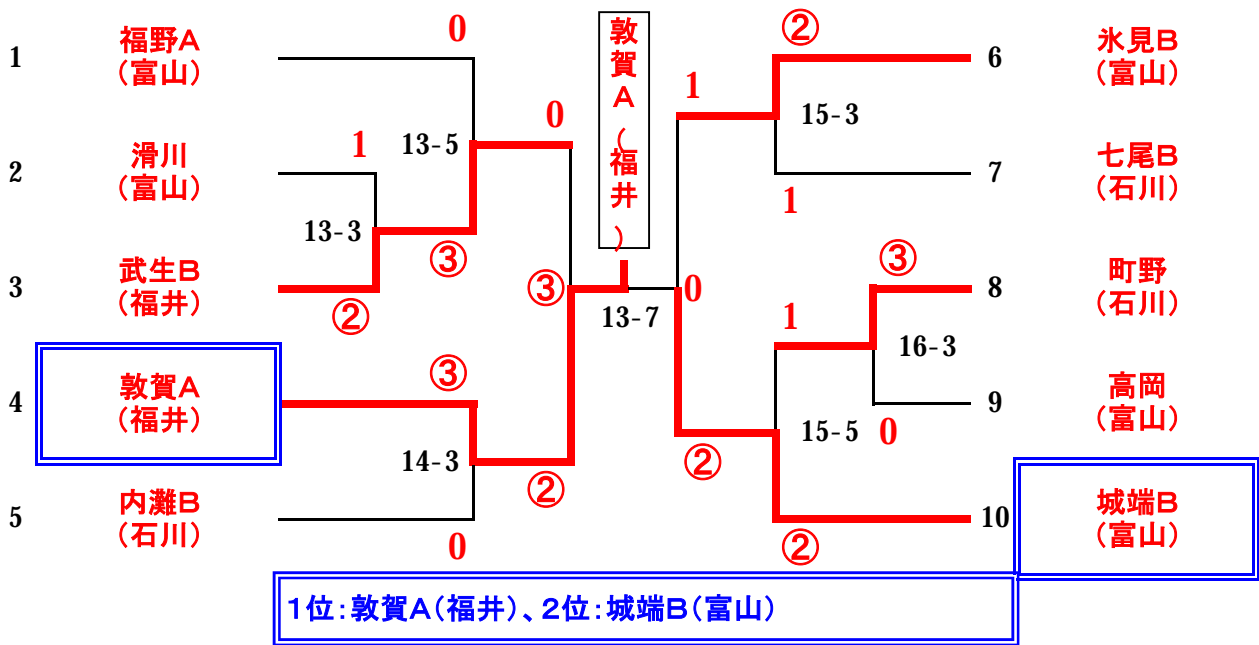 1
福野A
(富山)
0
2
滑川
(富山)
1
13-5
0
13-3
3
武生B
(福井)
②
③
③
4
敦賀A
(福井)
③
14-3
②
5
内灘B
(石川)
0
敦賀A(福井)
13-7
0
②
6
氷見B
(富山)
1
15-3
7
七尾B
(石川)
1
③
8
町野
(石川)
1
16-3
9
高岡
(富山)
15-5
0
②
10
城端B
(富山)
②
1位:敦賀A(福井)、2位:城端B(富山)